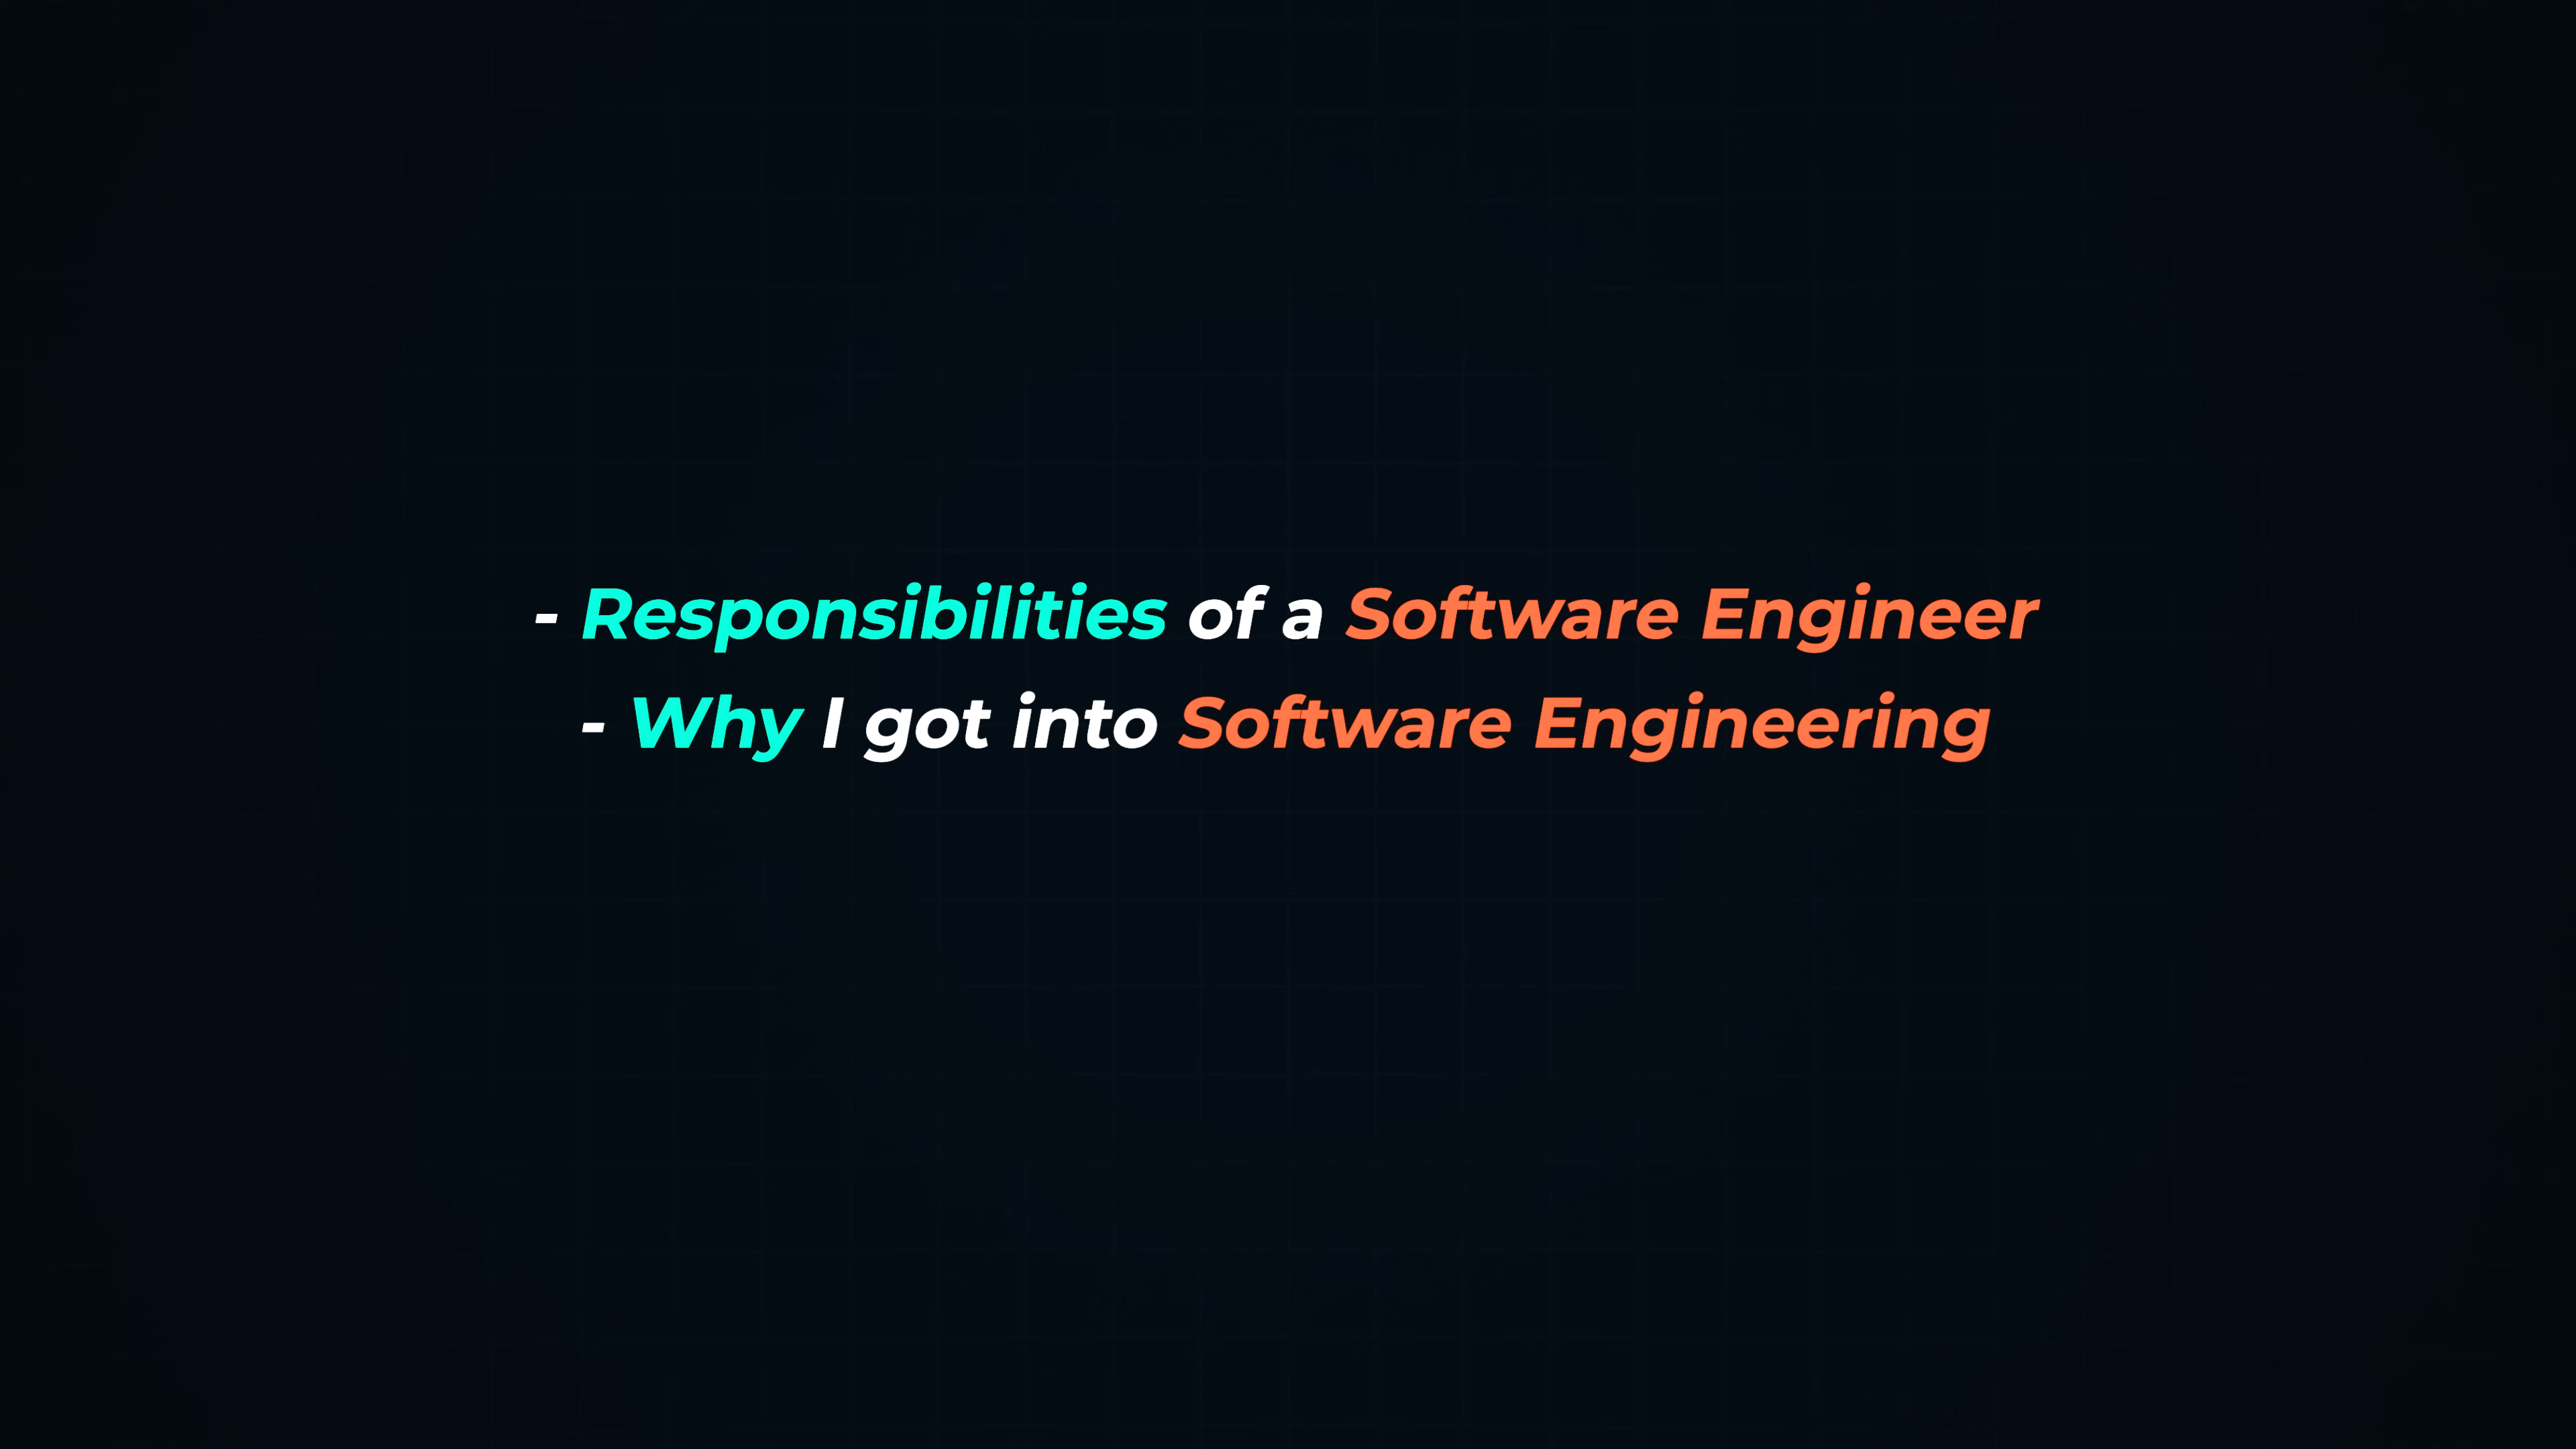 - Responsibilities of a Software Engineer
- Why I got into Software Engineering